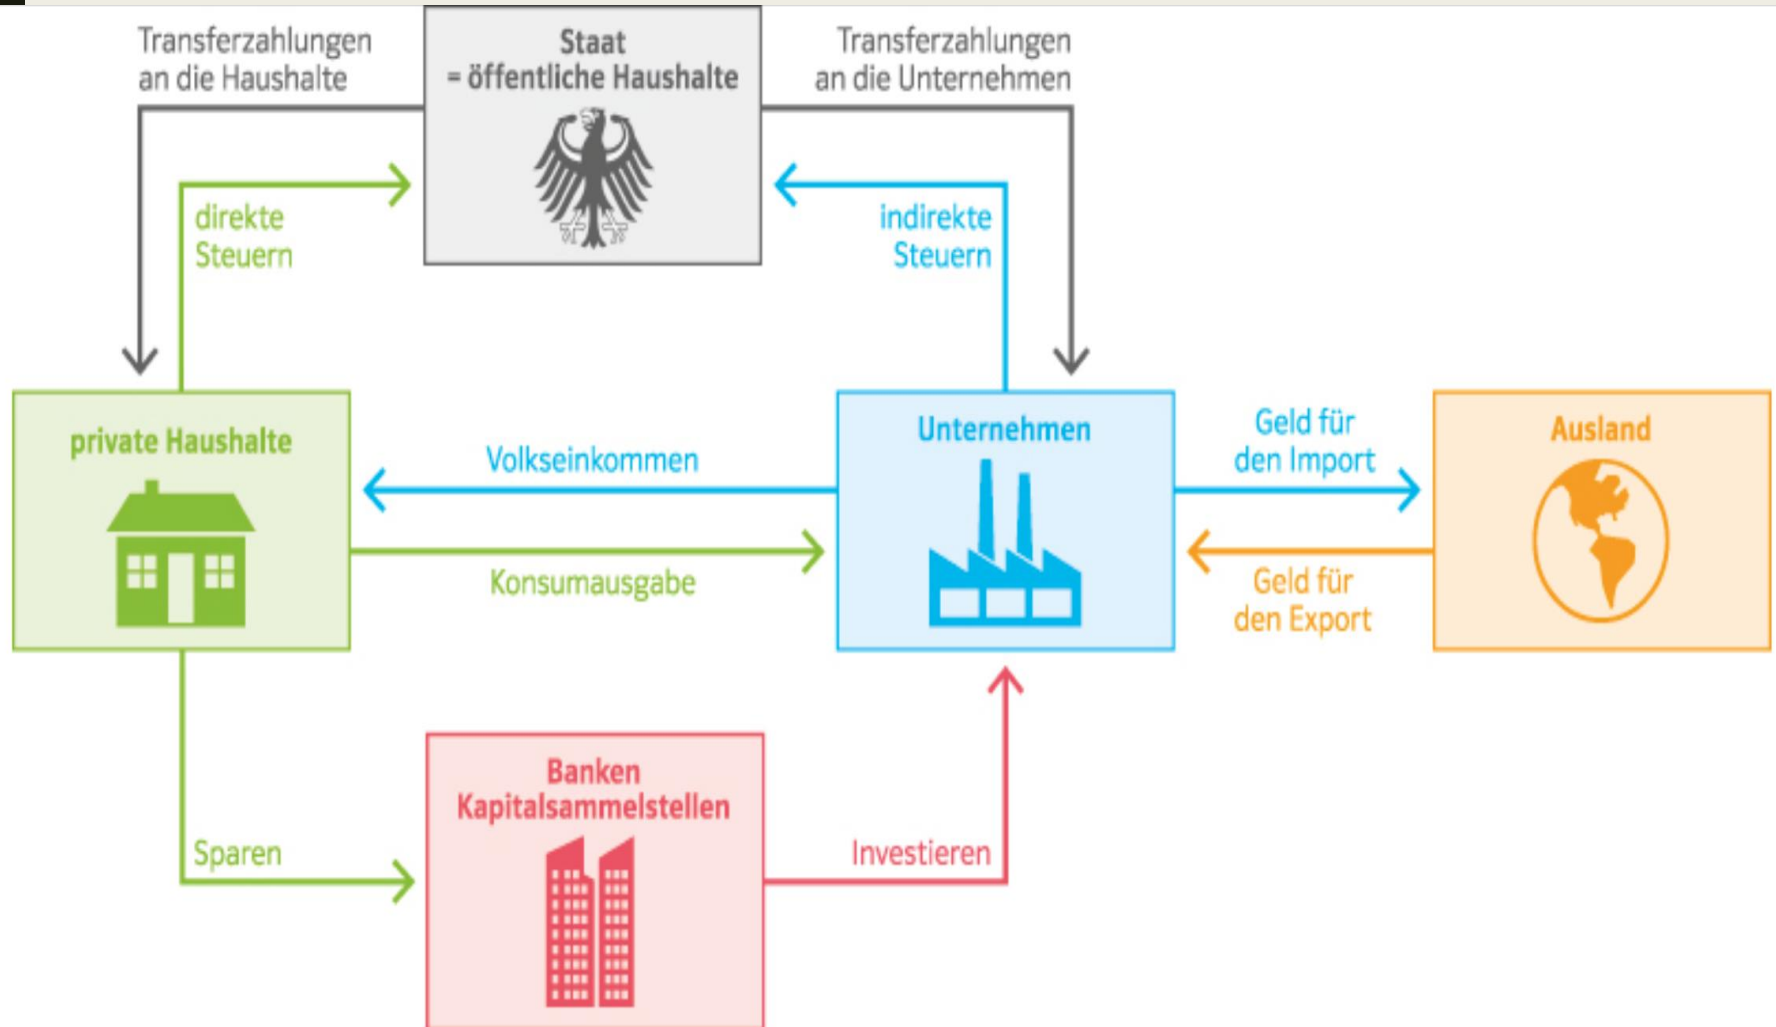 Transferzahlungen
an die Haushalte
Staat
= öffentliche Haushalte
Transferzahlungen
an die Unternehmen
direkte
Steuern
indirekte
Steuern
private Haushalte
Volkseinkommen
Konsumausgabe
Unternehmen
Geld für
den Import
Geld für
den Export
Ausland
Banken
Kapitalsammelstellen
Sparen
Investieren